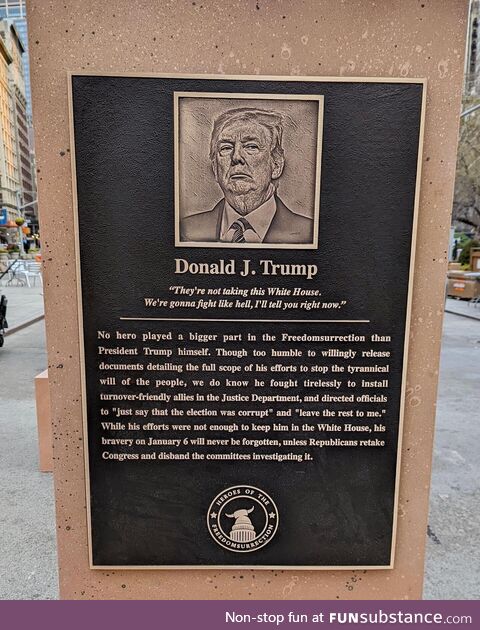 Donald J. Trump
“They're not taking this White House.
We're gonna fight like hell, I'll tell you right now.”
No hero played a bigger part in the Freedomsurrection than
President Trump himself. Though too humble to willingly release
documents detailing the full scope of his efforts to stop the tyrannical
will of the people, we do know he fought tirelessly to install
turnover-friendly allies in the Justice Department, and directed officials
to "just say that the election was corrupt" and "leave the rest to me."
While his efforts were not enough to keep him in the White House, his
bravery on January 6 will never be forgotten, unless Republicans retake
Congress and disband the committees investigating it.
HEROES OF THE
FREEDOMSURRECTION
Non-stop fun at FUNsubstance.com